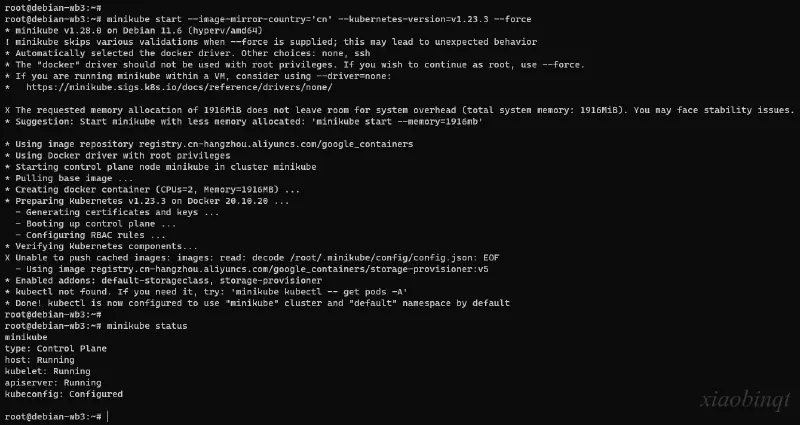 root@debian-wb3:~#
root@debian-wb3:~# minikube start --image-mirror-country='cn' --kubernetes-version=v1.23.3 --force
* minikube v1.28.0 on Debian 11.6 (hyperv/amd64)
! minikube skips various validations when --force is supplied; this may lead to unexpected behavior
* Automatically selected the docker driver. Other choices: none, ssh
* The "docker" driver should not be used with root privileges. If you wish to continue as root, use --force.
* If you are running minikube within a VM, consider using --driver=none:
*   https://minikube.sigs.k8s.io/docs/reference/drivers/none/
X The requested memory allocation of 1916MiB does not leave room for system overhead (total system memory: 1916MiB). You may face stability issues.
* Suggestion: Start minikube with less memory allocated: 'minikube start --memory=1916mb'
* Using image repository registry.cn-hangzhou.aliyuncs.com/google_containers
* Using Docker driver with root privileges
* Starting control plane node minikube in cluster minikube
* Pulling base image ...
* Creating docker container (CPUs=2, Memory=1916MB) ...
* Preparing Kubernetes v1.23.3 on Docker 20.10.20 ...
  - Generating certificates and keys ...
  - Booting up control plane ...
  - Configuring RBAC rules ...
* Verifying Kubernetes components...
X Unable to push cached images: images: read: decode /root/.minikube/config/config.json: EOF
  - Using image registry.cn-hangzhou.aliyuncs.com/google_containers/storage-provisioner:v5
* Enabled addons: default-storageclass, storage-provisioner
* kubectl not found. If you need it, try: 'minikube kubectl -- get pods -A'
* Done! kubectl is now configured to use "minikube" cluster and "default" namespace by default
root@debian-wb3:~#
root@debian-wb3:~# minikube status
minikube
type: Control Plane
host: Running
kubelet: Running
apiserver: Running
kubeconfig: Configured
root@debian-wb3:~#
xiaobinqt